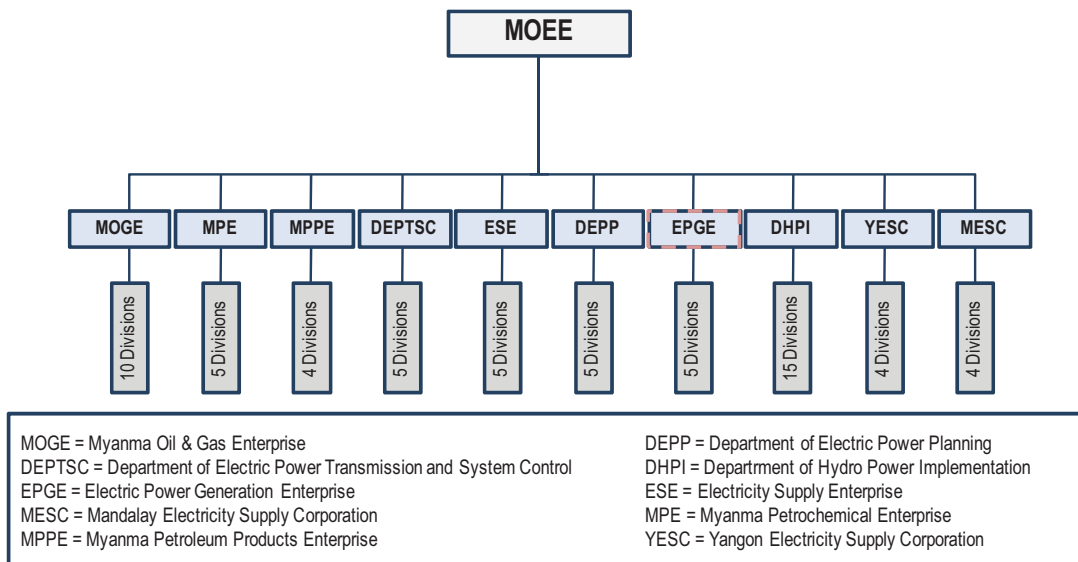 MOEE
MOGE
MPE
MPPE
DEPTSC
ESE
DEPP
EPGE
DHPI
YESC
MESC
10 Divisions
5 Divisions
4 Divisions
5 Divisions
5 Divisions
5 Divisions
5 Divisions
15 Divisions
4 Divisions
4 Divisions
MOGE = Myanma Oil & Gas Enterprise
DEPTSC = Department of Electric Power Transmission and System Control
EPGE = Electric Power Generation Enterprise
MESC = Mandalay Electricity Supply Corporation
MPPE = Myanma Petroleum Products Enterprise
DEPP = Department of Electric Power Planning
DHPI = Departrment of Hydro Power Implementation
ESE = Electricity Supply Enterprise
MPE = Myanma Petrochemical Enterprise
YESC = Yangon Electricity Supply Corporation